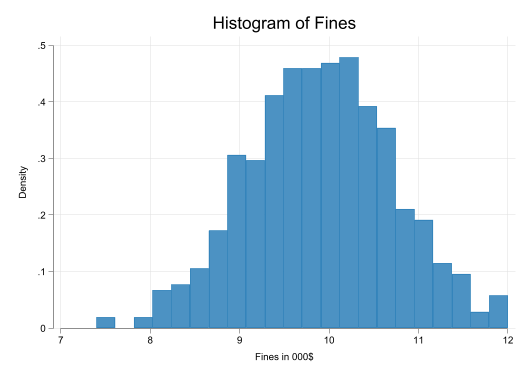 Histogram of Fines
Density
.5
.4
.3
.2
.1
0
7 8 9 10 11 12
Fines in 000$